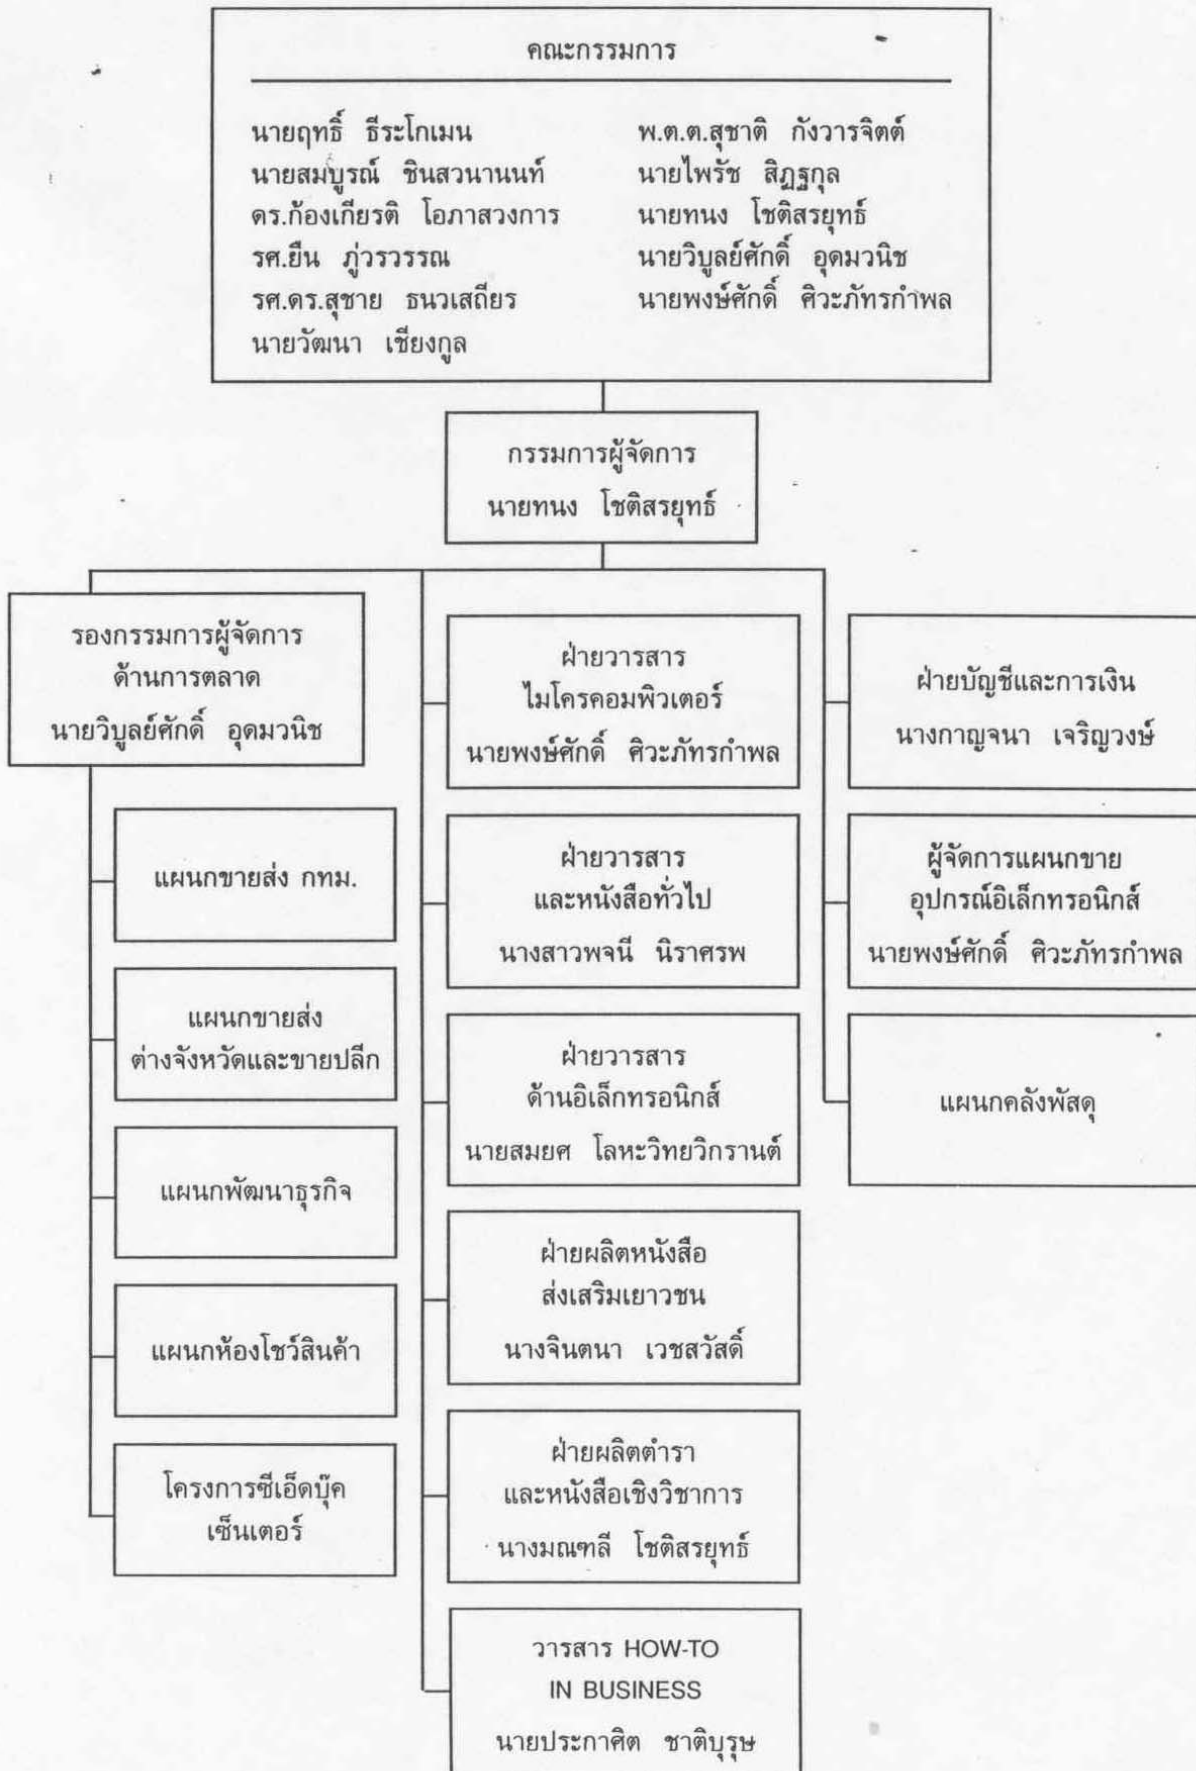 คณะกรรมการ
นายฤทธิ์ ธีระโกเมน
นายสมบูรณ์ ชินสวนานนท์
ดร.ก้องเกียรติ โอภาสวงการ
รศ.ยืน ภู่วรวรรณ
รศ.ดร.สุชาย ธนวเสถียร
นายวัฒนา เชียงกูล
พ.ต.ต.สุชาติ กังวารจิตต์
นายไพรัช สิฏฐกุล
นายทนง โชติสรยุทธ์
นายวิบูลย์ศักดิ์ อุดมวนิช
นายพงษ์ศักดิ์ ศิวะภัทรกำพล
กรรมการผู้จัดการ
นายทนง โชติสรยุทธ์
รองกรรมการผู้จัดการ
ด้านการตลาด
นายวิบูลย์ศักดิ์ อุดมวนิช
แผนกขายส่ง กทม.
แผนกขายส่ง
ต่างจังหวัดและขายปลีก
แผนกพัฒนาธุรกิจ
แผนกห้องโชว์สินค้า
โครงการซีเอ็ดบุ๊ค
เซ็นเตอร์
ฝ่ายวารสาร
ไมโครคอมพิวเตอร์
นายพงษ์ศักดิ์ ศิวะภัทรกำพล
ฝ่ายวารสาร
และหนังสือทั่วไป
นางสาวพจนี นิราศรพ
ฝ่ายวารสาร
ด้านอิเล็กทรอนิกส์
นายสมยศ โลหะวิทยวิกรานต์
ฝ่ายผลิตหนังสือ
ส่งเสริมเยาวชน
นางจินตนา เวชสวัสดิ์
ฝ่ายผลิตตำรา
และหนังสือเชิงวิชาการ
นางมณฑลี โชติสรยุทธ์
วารสาร HOW-TO
IN BUSINESS
นายประกาศิต ชาติบุรุษ
ฝ่ายบัญชีและการเงิน
นางกาญจนา เจริญวงษ์
ผู้จัดการแผนกขาย
อุปกรณ์อิเล็กทรอนิกส์
นายพงษ์ศักดิ์ ศิวะภัทรกำพล
แผนกคลังพัสดุ